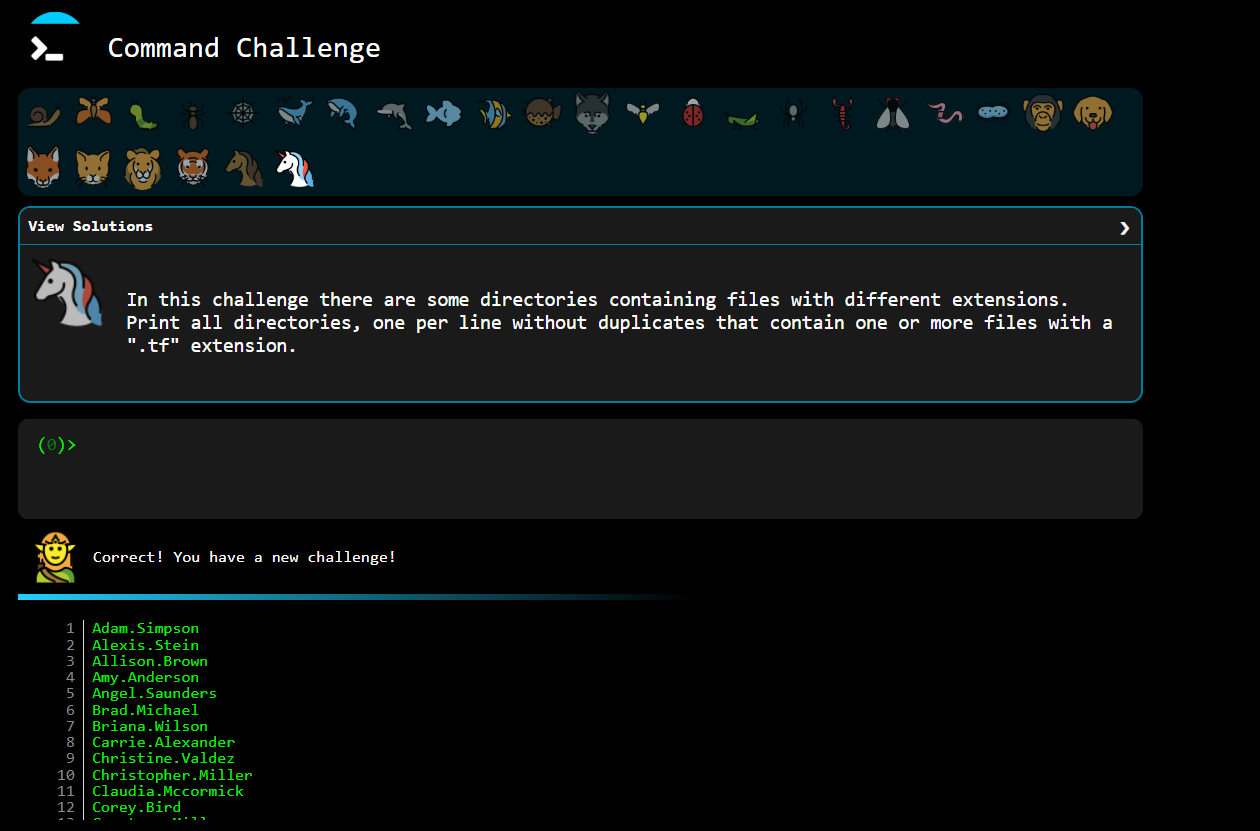 Command Challenge
View Solutions
In this challenge there are some directories containing files with different extensions.
Print all directories, one per line without duplicates that contain one or more files with a
".tf" extension.
(0)>
Correct! You have a new challenge!
1 Adam.Simpson
2 Alexis.Stein
3 Allison.Brown
4 Amy.Anderson
5 Angel.Saunders
6 Brad.Michael
7 Briana.Wilson
8 Carrie.Alexander
9 Christine.Valdez
10 Christopher.Miller
11 Claudia.Mccormick
12 Corey.Bird